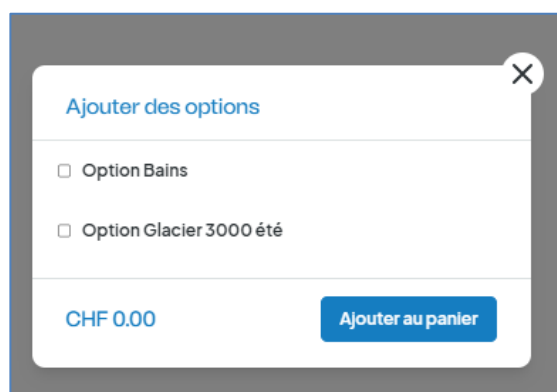 Ajouter des options
Option Bains
Option Glacier 3000 été
CHF 0.00
Ajouter au panier